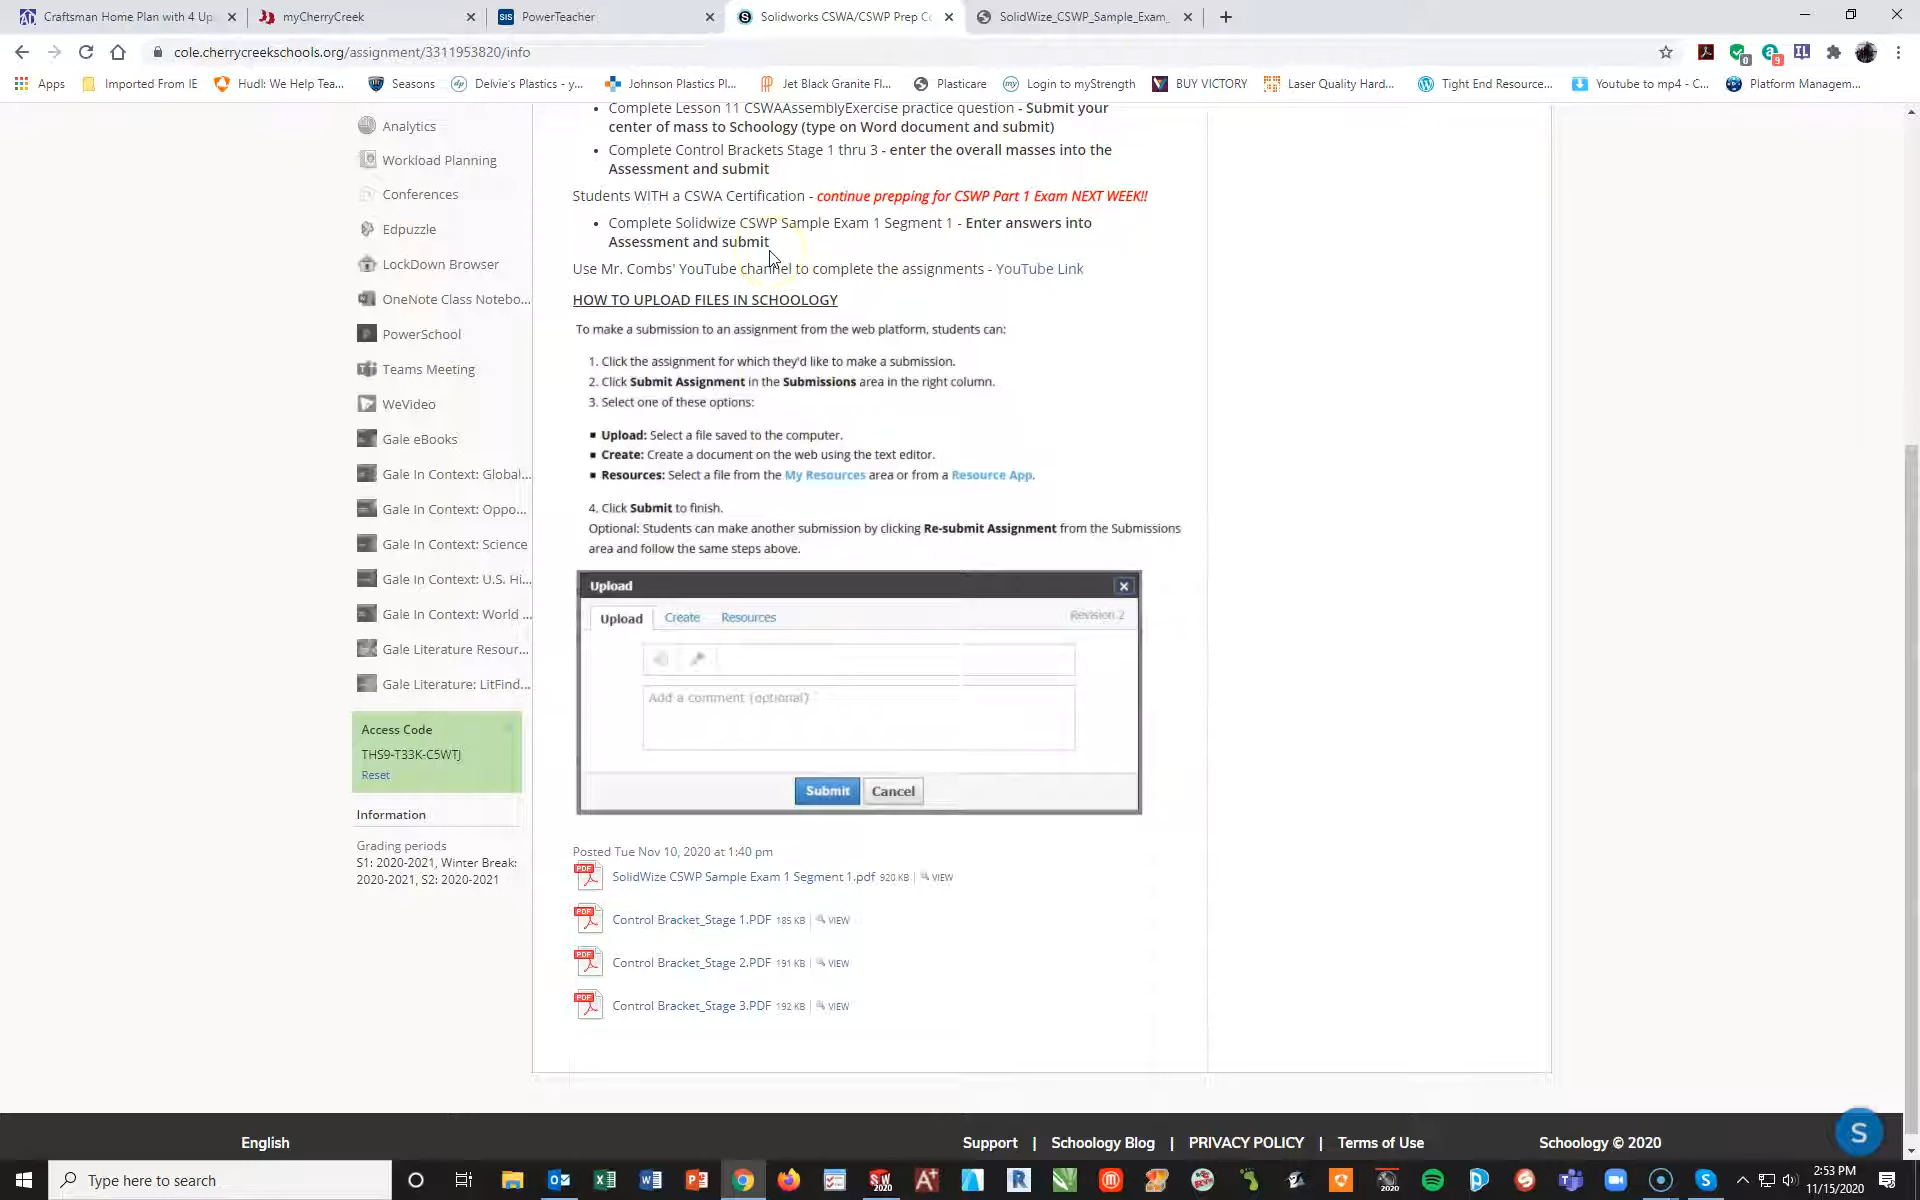 Craftsman Home Plan with 4 Up
myCherryCreek
PowerTeacher
Solidworks CSWA/CSWP Prep Co
SolidWize_CSWP_Sample_Exam_
cole.cherrycreekschools.org/assignment/3311953820/info
Apps
Imported From IE
Hudl: We Help Tea...
Seasons
Delvie's Plastics - y...
Johnson Plastics Pl...
Jet Black Granite Fl...
Plasticare
Login to myStrength
BUY VICTORY
Laser Quality Hard...
Tight End Resource...
Youtube to mp4 - C...
Platform Managem...
Analytics
Workload Planning
Conferences
Edpuzzle
LockDown Browser
OneNote Class Notebo...
PowerSchool
Teams Meeting
WeVideo
Gale eBooks
Gale In Context: Global...
Gale In Context: Oppo...
Gale In Context: Science
Gale In Context: U.S. Hi...
Gale In Context: World ...
Gale Literature Resour...
Gale Literature: LitFind...
Access Code
THS9-T33K-C5WTJ
Reset
Information
Grading periods
S1: 2020-2021, Winter Break:
2020-2021, S2: 2020-2021
• Complete Lesson 11 CSWAAssemblyExercise practice question - Submit your
center of mass to Schoology (type on Word document and submit)
• Complete Control Brackets Stage 1 thru 3 - enter the overall masses into the
Assessment and submit
Students WITH a CSWA Certification - continue prepping for CSWP Part 1 Exam NEXT WEEK!!
• Complete Solidwize CSWP Sample Exam 1 Segment 1 - Enter answers into
Assessment and submit
Use Mr. Combs' YouTube channel to complete the assignments - YouTube Link
HOW TO UPLOAD FILES IN SCHOOLOGY
To make a submission to an assignment from the web platform, students can:
1. Click the assignment for which they'd like to make a submission.
2. Click Submit Assignment in the Submissions area in the right column.
3. Select one of these options:
▪ Upload: Select a file saved to the computer.
▪ Create: Create a document on the web using the text editor.
▪ Resources: Select a file from the My Resources area or from a Resource App.
4. Click Submit to finish.
Optional: Students can make another submission by clicking Re-submit Assignment from the Submissions
area and follow the same steps above.
Upload
Upload Create Resources Revision 2
Add a comment (optional)
Submit Cancel
Posted Tue Nov 10, 2020 at 1:40 pm
SolidWize CSWP Sample Exam 1 Segment 1.pdf 920 KB VIEW
Control Bracket_Stage 1.PDF 185 KB VIEW
Control Bracket_Stage 2.PDF 191 KB VIEW
Control Bracket_Stage 3.PDF 192 KB VIEW
English
Support | Schoology Blog | PRIVACY POLICY | Terms of Use
Schoology © 2020
S
Type here to search
2:53 PM
11/15/2020